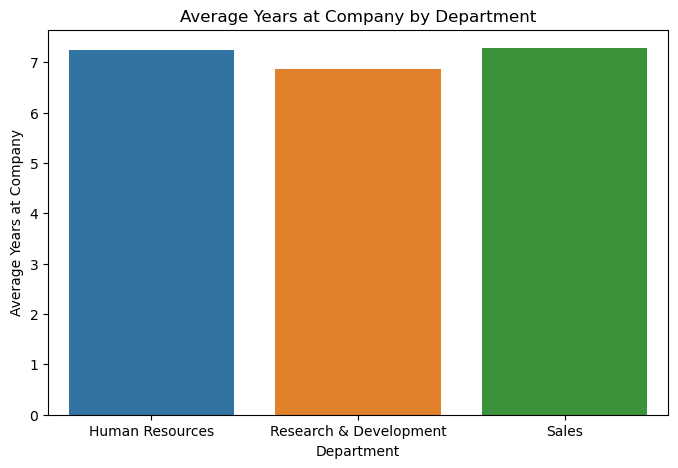 Average Years at Company by Department
Average Years at Company
7
6
5
4
3
2
1
0
Human Resources
Research & Development
Sales
Department